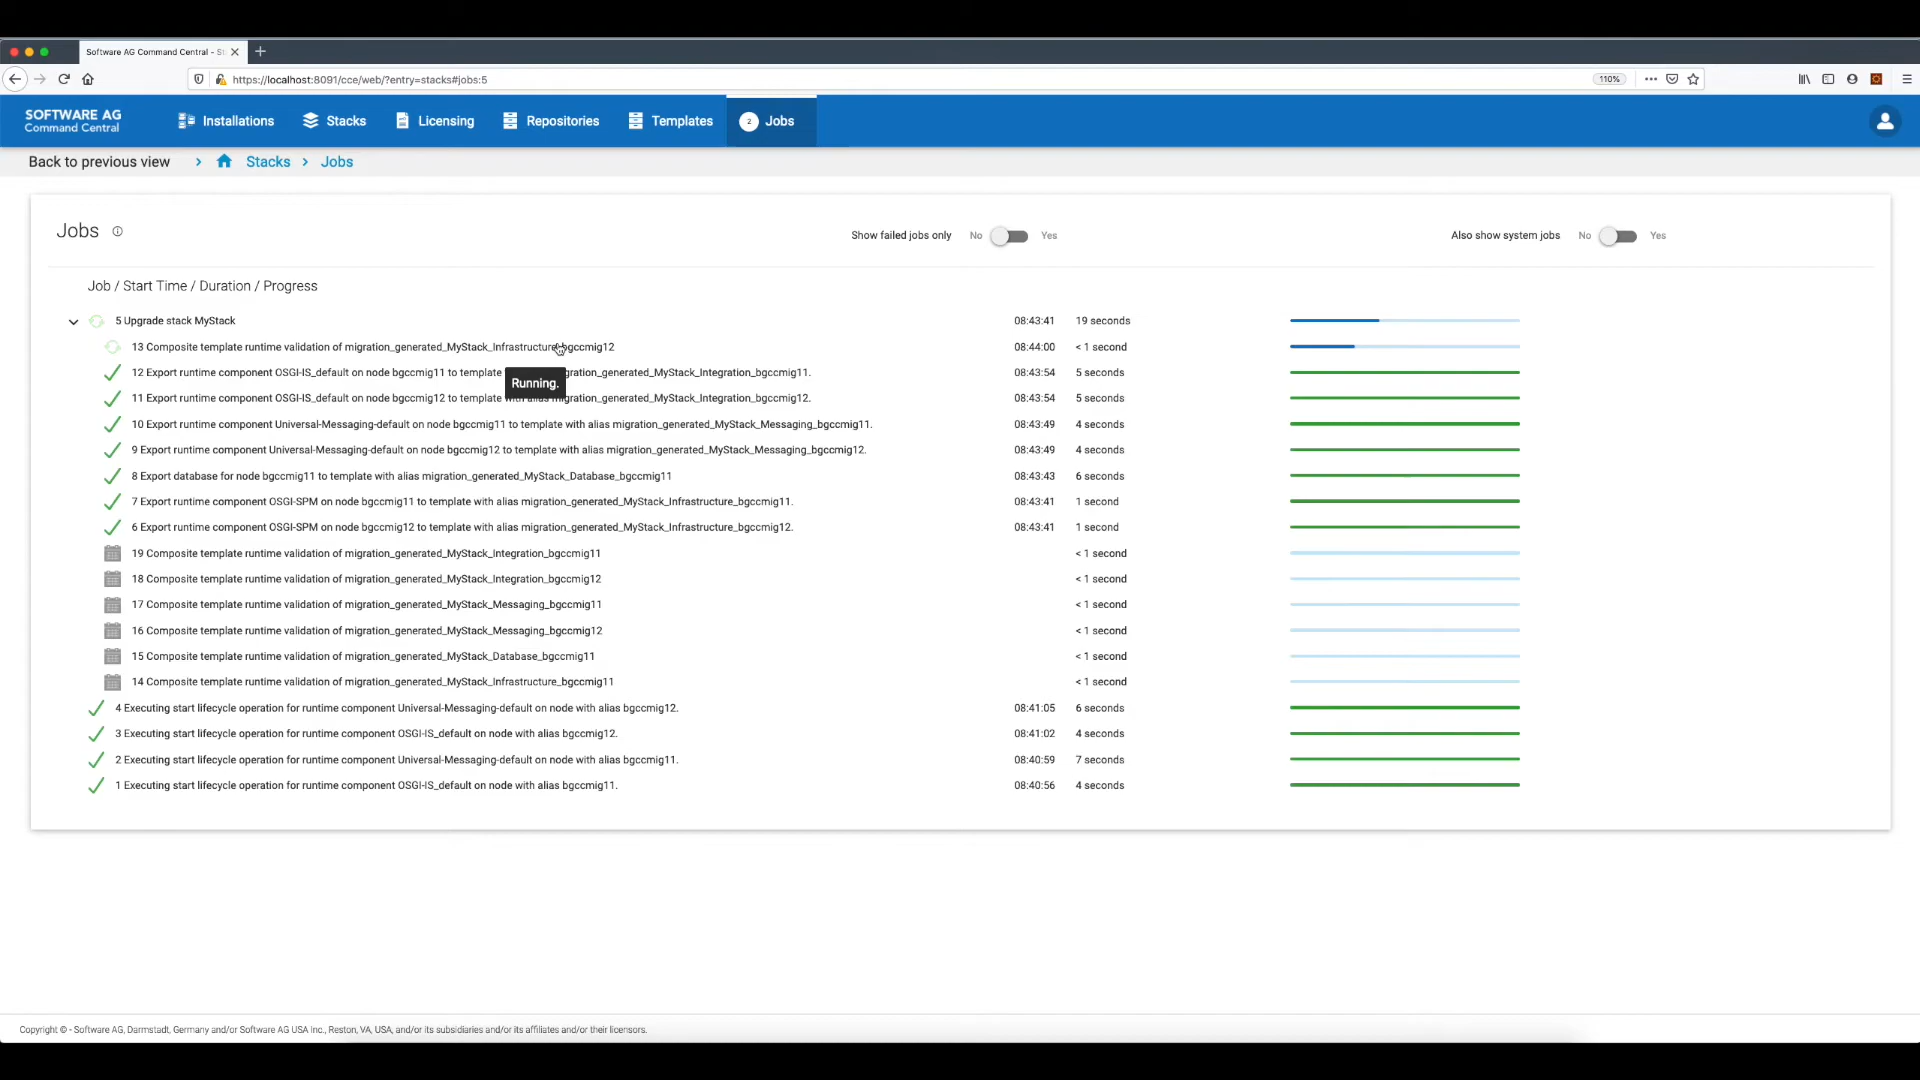 Software AG Command Central - St
https://localhost:8091/cce/web/?entry=stacks#jobs:5
110%
SOFTWARE AG
Command Central
Installations
Stacks
Licensing
Repositories
Templates
2
Jobs
Back to previous view
Stacks
Jobs
Jobs
Show failed jobs only No Yes
Also show system jobs No Yes
Job / Start Time / Duration / Progress
5 Upgrade stack MyStack 08:43:41 19 seconds
13 Composite template runtime validation of migration_generated_MyStack_Infrastructure_bgccmig12 08:44:00 < 1 second
12 Export runtime component OSGI-IS_default on node bgccmig11 to template gration_generated_MyStack_Integration_bgccmig11. 08:43:54 5 seconds
Running.
11 Export runtime component OSGI-IS_default on node bgccmig12 to template with alias migration_generated_MyStack_Integration_bgccmig12. 08:43:54 5 seconds
10 Export runtime component Universal-Messaging-default on node bgccmig11 to template with alias migration_generated_MyStack_Messaging_bgccmig11. 08:43:49 4 seconds
9 Export runtime component Universal-Messaging-default on node bgccmig12 to template with alias migration_generated_MyStack_Messaging_bgccmig12. 08:43:49 4 seconds
8 Export database for node bgccmig11 to template with alias migration_generated_MyStack_Database_bgccmig11 08:43:43 6 seconds
7 Export runtime component OSGI-SPM on node bgccmig11 to template with alias migration_generated_MyStack_Infrastructure_bgccmig11. 08:43:41 1 second
6 Export runtime component OSGI-SPM on node bgccmig12 to template with alias migration_generated_MyStack_Infrastructure_bgccmig12. 08:43:41 1 second
19 Composite template runtime validation of migration_generated_MyStack_Integration_bgccmig11 < 1 second
18 Composite template runtime validation of migration_generated_MyStack_Integration_bgccmig12 < 1 second
17 Composite template runtime validation of migration_generated_MyStack_Messaging_bgccmig11 < 1 second
16 Composite template runtime validation of migration_generated_MyStack_Messaging_bgccmig12 < 1 second
15 Composite template runtime validation of migration_generated_MyStack_Database_bgccmig11 < 1 second
14 Composite template runtime validation of migration_generated_MyStack_Infrastructure_bgccmig11 < 1 second
4 Executing start lifecycle operation for runtime component Universal-Messaging-default on node with alias bgccmig12. 08:41:05 6 seconds
3 Executing start lifecycle operation for runtime component OSGI-IS_default on node with alias bgccmig12. 08:41:02 4 seconds
2 Executing start lifecycle operation for runtime component Universal-Messaging-default on node with alias bgccmig11. 08:40:59 7 seconds
1 Executing start lifecycle operation for runtime component OSGI-IS_default on node with alias bgccmig11. 08:40:56 4 seconds
Copyright © - Software AG, Darmstadt, Germany and/or Software AG USA Inc., Reston, VA, USA, and/or its subsidiaries and/or its affiliates and/or their licensors.